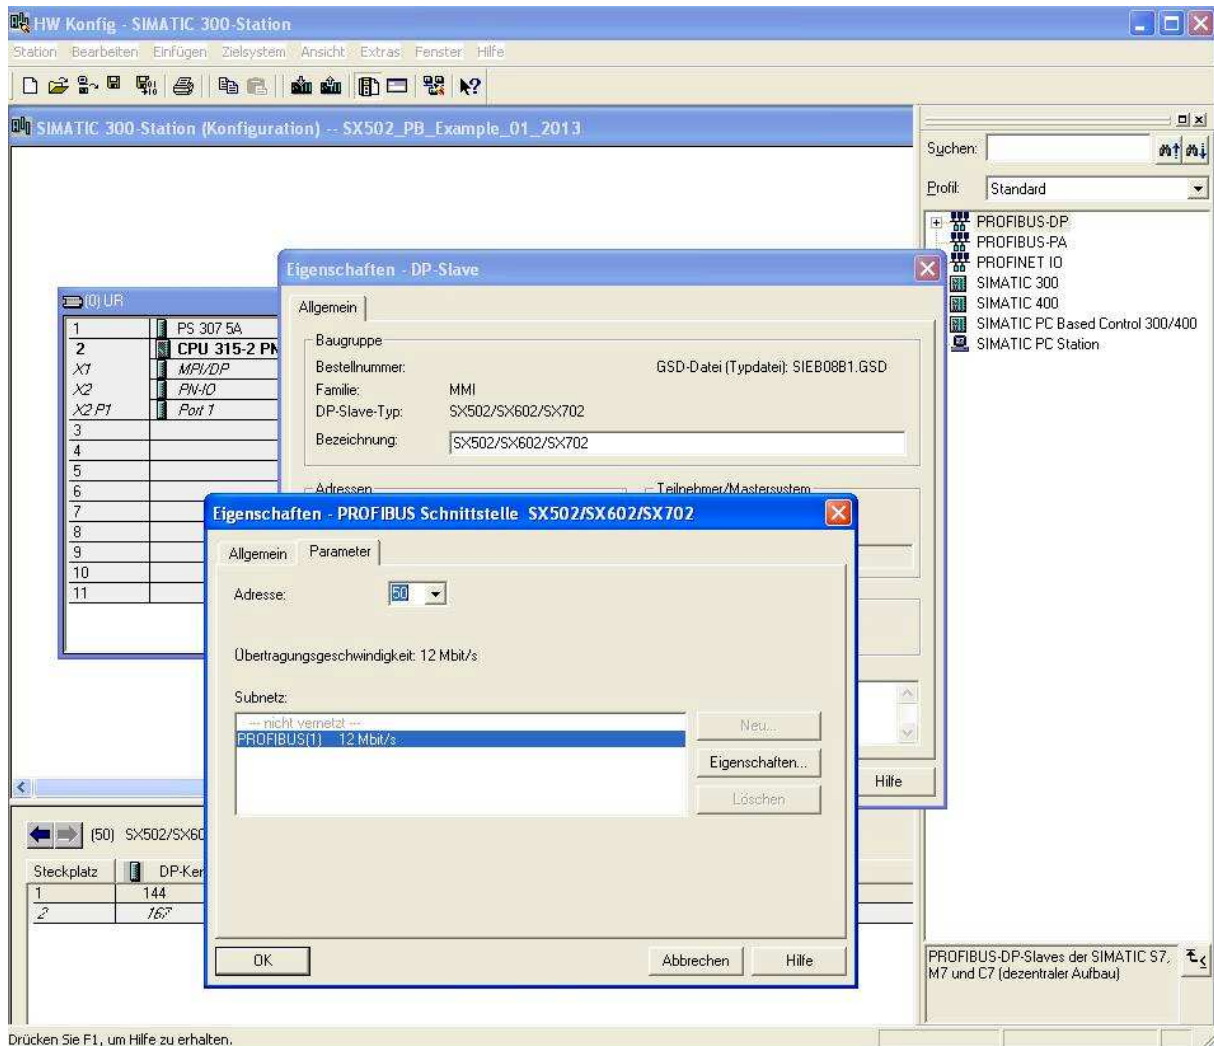 HW Konfig - SIMATIC 300-Station
Station Bearbeiten Einfügen Zielsystem Ansicht Extras Fenster Hilfe
SIMATIC 300-Station (Konfiguration) -- SX502_PB_Example_01_2013
Suchen:
Profil: Standard
PROFIBUS-DP
PROFIBUS-PA
PROFINET IO
SIMATIC 300
SIMATIC 400
SIMATIC PC Based Control 300/400
SIMATIC PC Station
(0) UR
1 PS 307 5A
2 CPU 315-2 PN
X1 MPI/DP
X2 PN-IO
X2 P1 Port 1
3
4
5
6
7
8
9
10
11
Eigenschaften - DP-Slave
Allgemein
Baugruppe
Bestellnummer: GSD-Datei (Typdatei): SIEB08B1.GSD
Familie: MMI
DP-Slave-Typ: SX502/SX602/SX702
Bezeichnung: SX502/SX602/SX702
Adressen Teilnehmer/Mastersystem
Hilfe
Eigenschaften - PROFIBUS Schnittstelle SX502/SX602/SX702
Allgemein Parameter
Adresse: 50
Übertragungsgeschwindigkeit: 12 Mbit/s
Subnetz:
--- nicht vernetzt ---
PROFIBUS(1) 12 Mbit/s
Neu...
Eigenschaften...
Löschen
OK Abbrechen Hilfe
(50) SX502/SX60
Steckplatz DP-Ken
1 144
2 167
PROFIBUS-DP-Slaves der SIMATIC S7,
M7 und C7 (dezentraler Aufbau)
Drücken Sie F1, um Hilfe zu erhalten.